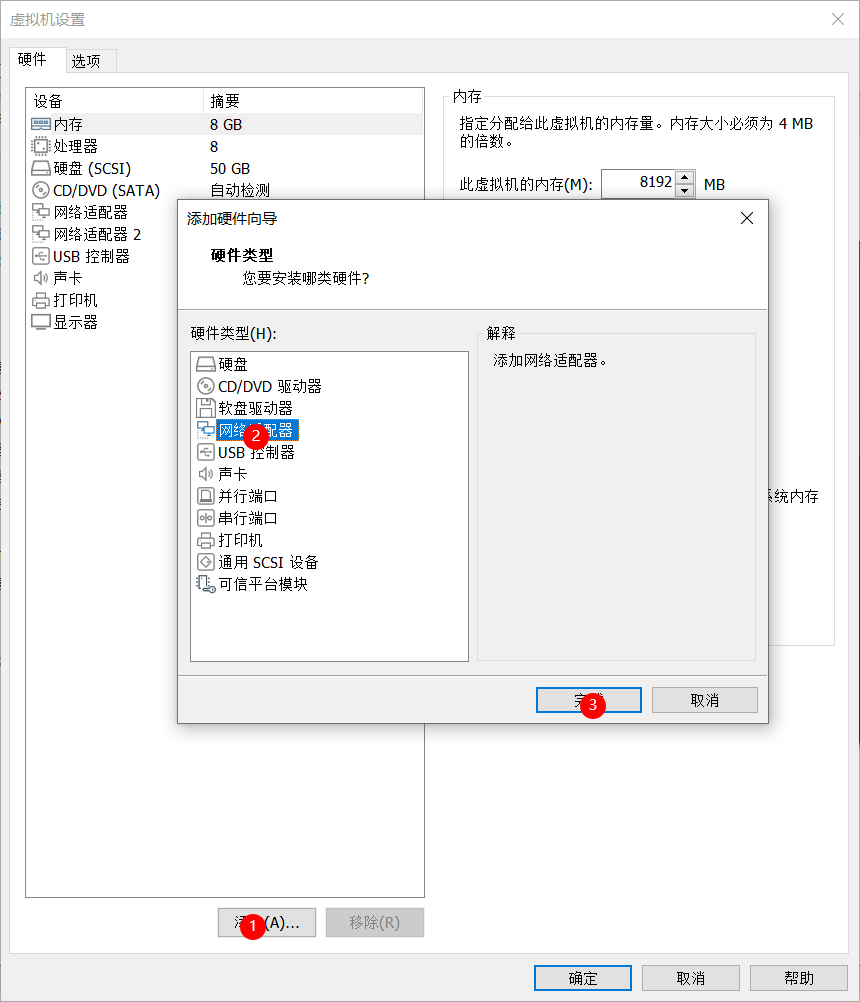 虚拟机设置
硬件 选项
设备 摘要
内存 8 GB
处理器 8
硬盘 (SCSI) 50 GB
CD/DVD (SATA) 自动检测
网络适配器
网络适配器 2
USB 控制器
声卡
打印机
显示器
内存
指定分配给此虚拟机的内存量。内存大小必须为 4 MB
的倍数。
此虚拟机的内存(M): 8192 MB
系统内存
添加硬件向导
硬件类型
您要安装哪类硬件?
硬件类型(H):
硬盘
CD/DVD 驱动器
软盘驱动器
网络适配器
2
USB 控制器
声卡
并行端口
串行端口
打印机
通用 SCSI 设备
可信平台模块
解释
添加网络适配器。
完成
3
取消
添加(A)...
1
移除(R)
确定 取消 帮助